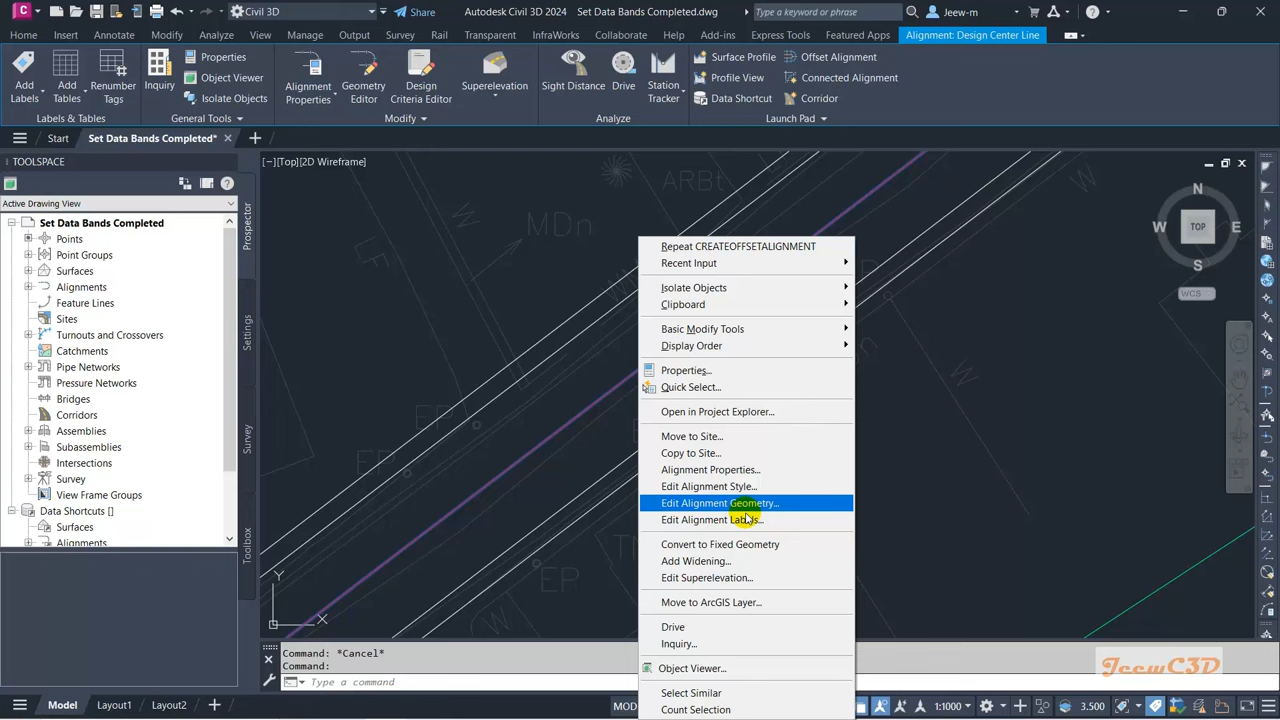 Civil 3D
Share
Autodesk Civil 3D 2024
Set Data Bands Completed.dwg
Type a keyword or phrase
Jeew-m
Home
Insert
Annotate
Modify
Analyze
View
Manage
Output
Survey
Rail
Transparent
InfraWorks
Collaborate
Help
Add-ins
Express Tools
Featured Apps
Alignment: Design Center Line
Add
Labels
Add
Tables
Renumber
Tags
Labels & Tables
Inquiry
Properties
Object Viewer
Isolate Objects
General Tools
Alignment
Properties
Geometry
Editor
Design
Criteria Editor
Superelevation
Modify
Sight Distance
Drive
Station
Tracker
Analyze
Surface Profile
Profile View
Data Shortcut
Offset Alignment
Connected Alignment
Corridor
Launch Pad
Start
Set Data Bands Completed*
TOOLSPACE
Active Drawing View
Set Data Bands Completed
Points
Point Groups
Surfaces
Alignments
Feature Lines
Sites
Turnouts and Crossovers
Catchments
Pipe Networks
Pressure Networks
Bridges
Corridors
Assemblies
Subassemblies
Intersections
Survey
View Frame Groups
Data Shortcuts []
Surfaces
Alignments
Prospector
Settings
Survey
Toolbox
[−][Top][2D Wireframe]
ARBt
MDn
W
W
W
EP
EP
EP
N
W
TOP
E
S
WCS
Y
X
Repeat CREATEOFFSETALIGNMENT
Recent Input
Isolate Objects
Clipboard
Basic Modify Tools
Display Order
Properties...
Quick Select...
Open in Project Explorer...
Move to Site...
Copy to Site...
Alignment Properties...
Edit Alignment Style...
Edit Alignment Geometry...
Edit Alignment Labels...
Convert to Fixed Geometry
Add Widening...
Edit Superelevation...
Move to ArcGIS Layer...
Drive
Inquiry...
Object Viewer...
Select Similar
Count Selection
Command: *Cancel*
Command:
Type a command
JeewC3D
Model
Layout1
Layout2
MOD
1:1000
3.500